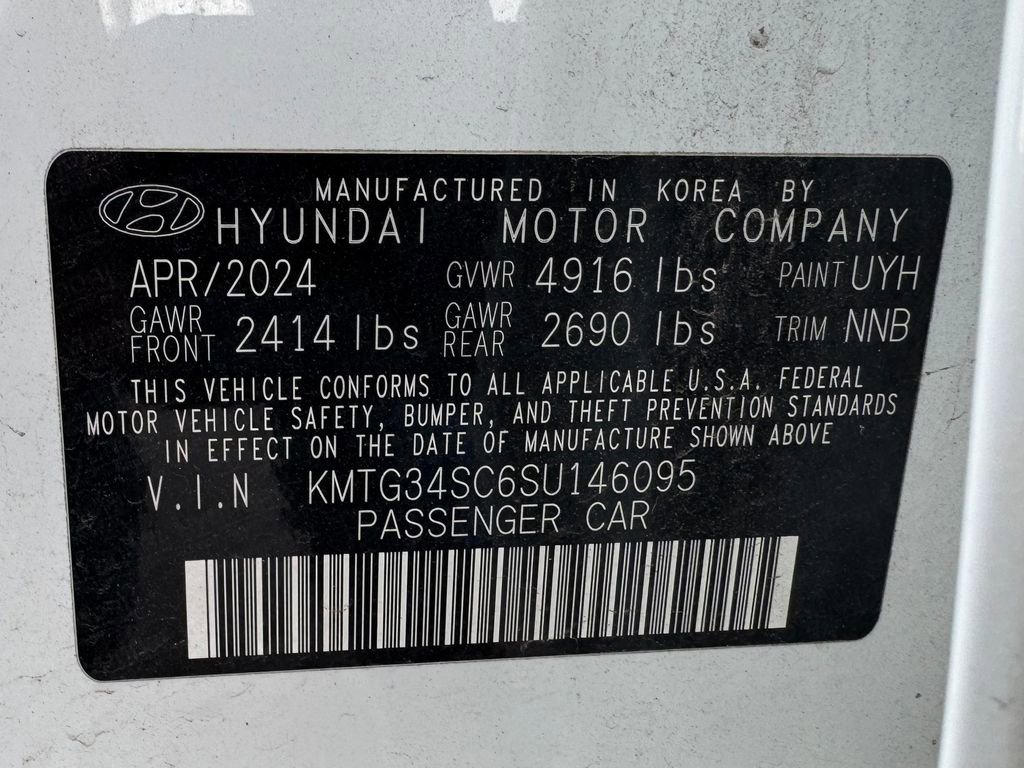 MANUFACTURED IN KOREA BY
HYUNDAI MOTOR COMPANY
APR/2024 GVWR 4916 lbs PAINT UYH
GAWR FRONT 2414 lbs GAWR REAR 2690 lbs TRIM NNB
THIS VEHICLE CONFORMS TO ALL APPLICABLE U.S.A. FEDERAL
MOTOR VEHICLE SAFETY, BUMPER, AND THEFT PREVENTION STANDARDS
IN EFFECT ON THE DATE OF MANUFACTURE SHOWN ABOVE
V.I.N KMTG34SC6SU146095
PASSENGER CAR